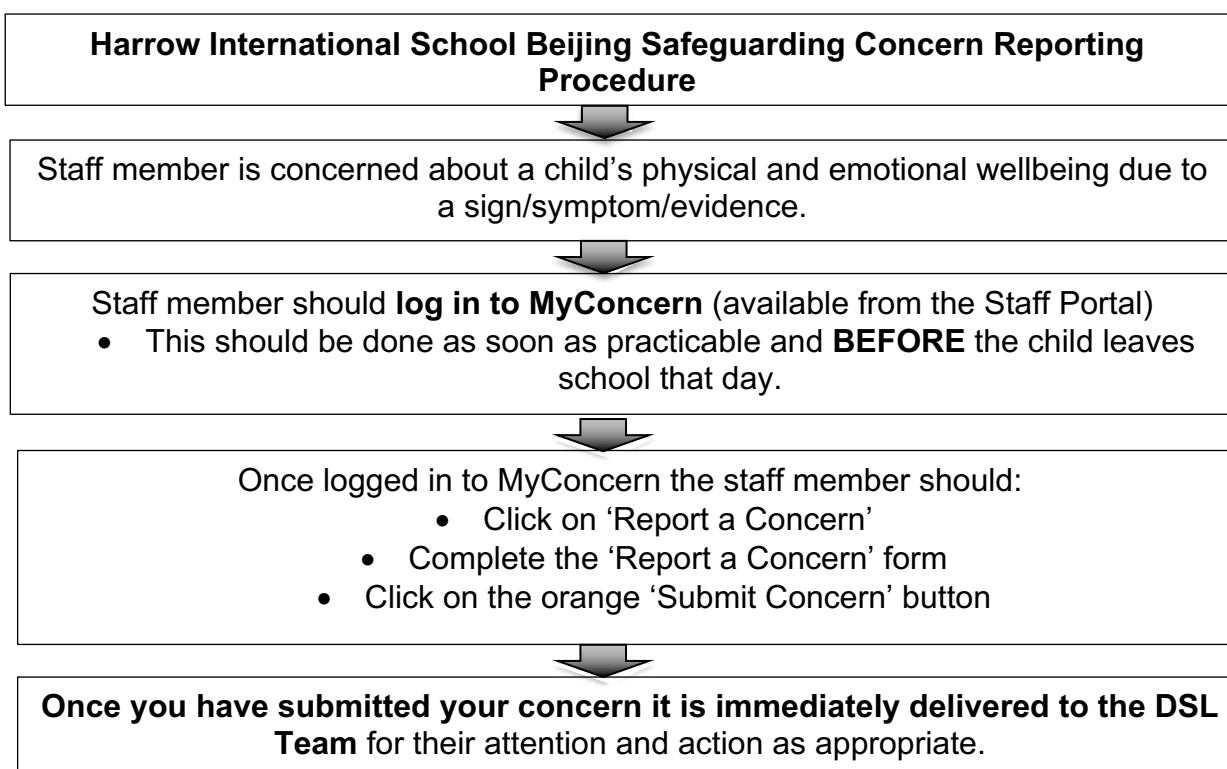 Harrow International School Beijing Safeguarding Concern Reporting
Procedure
Staff member is concerned about a child’s physical and emotional wellbeing due to
a sign/symptom/evidence.
Staff member should log in to MyConcern (available from the Staff Portal)
• This should be done as soon as practicable and BEFORE the child leaves
school that day.
Once logged in to MyConcern the staff member should:
• Click on ‘Report a Concern’
• Complete the ‘Report a Concern’ form
• Click on the orange ‘Submit Concern’ button
Once you have submitted your concern it is immediately delivered to the DSL
Team for their attention and action as appropriate.